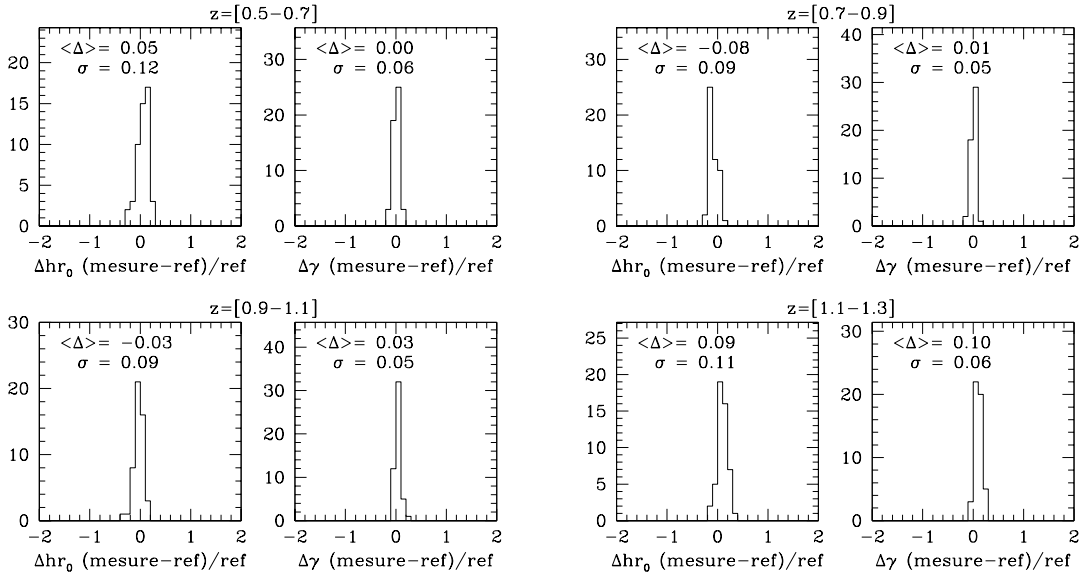 z=[0.5−0.7]
<Δ>= 0.05
σ = 0.12
20
15
10
5
0
−2 −1 0 1 2
Δhr₀ (mesure−ref)/ref
<Δ>= 0.00
σ = 0.06
30
20
10
0
−2 −1 0 1 2
Δγ (mesure−ref)/ref
z=[0.7−0.9]
<Δ>= −0.08
σ = 0.09
30
20
10
0
−2 −1 0 1 2
Δhr₀ (mesure−ref)/ref
<Δ>= 0.01
σ = 0.05
40
30
20
10
0
−2 −1 0 1 2
Δγ (mesure−ref)/ref
z=[0.9−1.1]
<Δ>= −0.03
σ = 0.09
30
20
10
0
−2 −1 0 1 2
Δhr₀ (mesure−ref)/ref
<Δ>= 0.03
σ = 0.05
40
30
20
10
0
−2 −1 0 1 2
Δγ (mesure−ref)/ref
z=[1.1−1.3]
<Δ>= 0.09
σ = 0.11
25
20
15
10
5
0
−2 −1 0 1 2
Δhr₀ (mesure−ref)/ref
<Δ>= 0.10
σ = 0.06
30
20
10
0
−2 −1 0 1 2
Δγ (mesure−ref)/ref